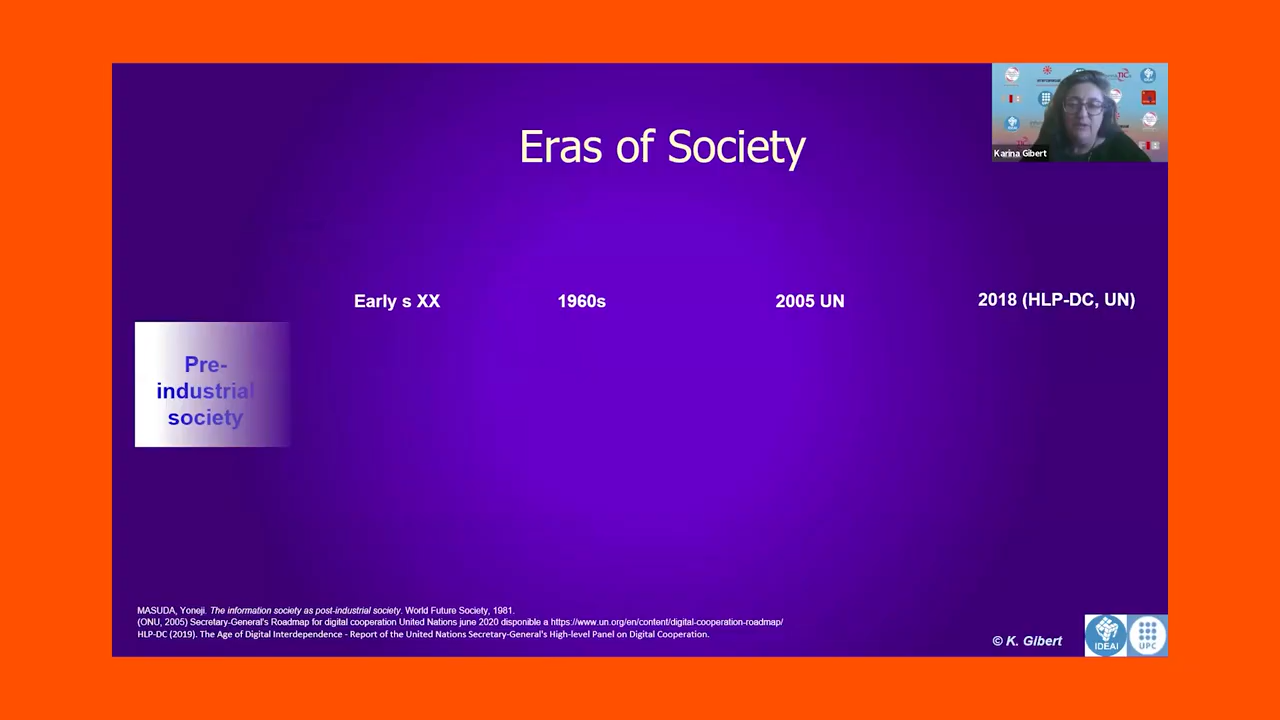 Eras of Society
Karina Gibert
Early s XX
1960s
2005 UN
2018 (HLP-DC, UN)
Pre-
industrial
society
MASUDA, Yoneji. The information society as post-industrial society. World Future Society, 1981.
(ONU, 2005) Secretary-General's Roadmap for digital cooperation United Nations june 2020 disponible a https://www.un.org/en/content/digital-cooperation-roadmap/
HLP-DC (2019). The Age of Digital Interdependence - Report of the United Nations Secretary-General's High-level Panel on Digital Cooperation.
© K. Gibert
IDEAI
UPC